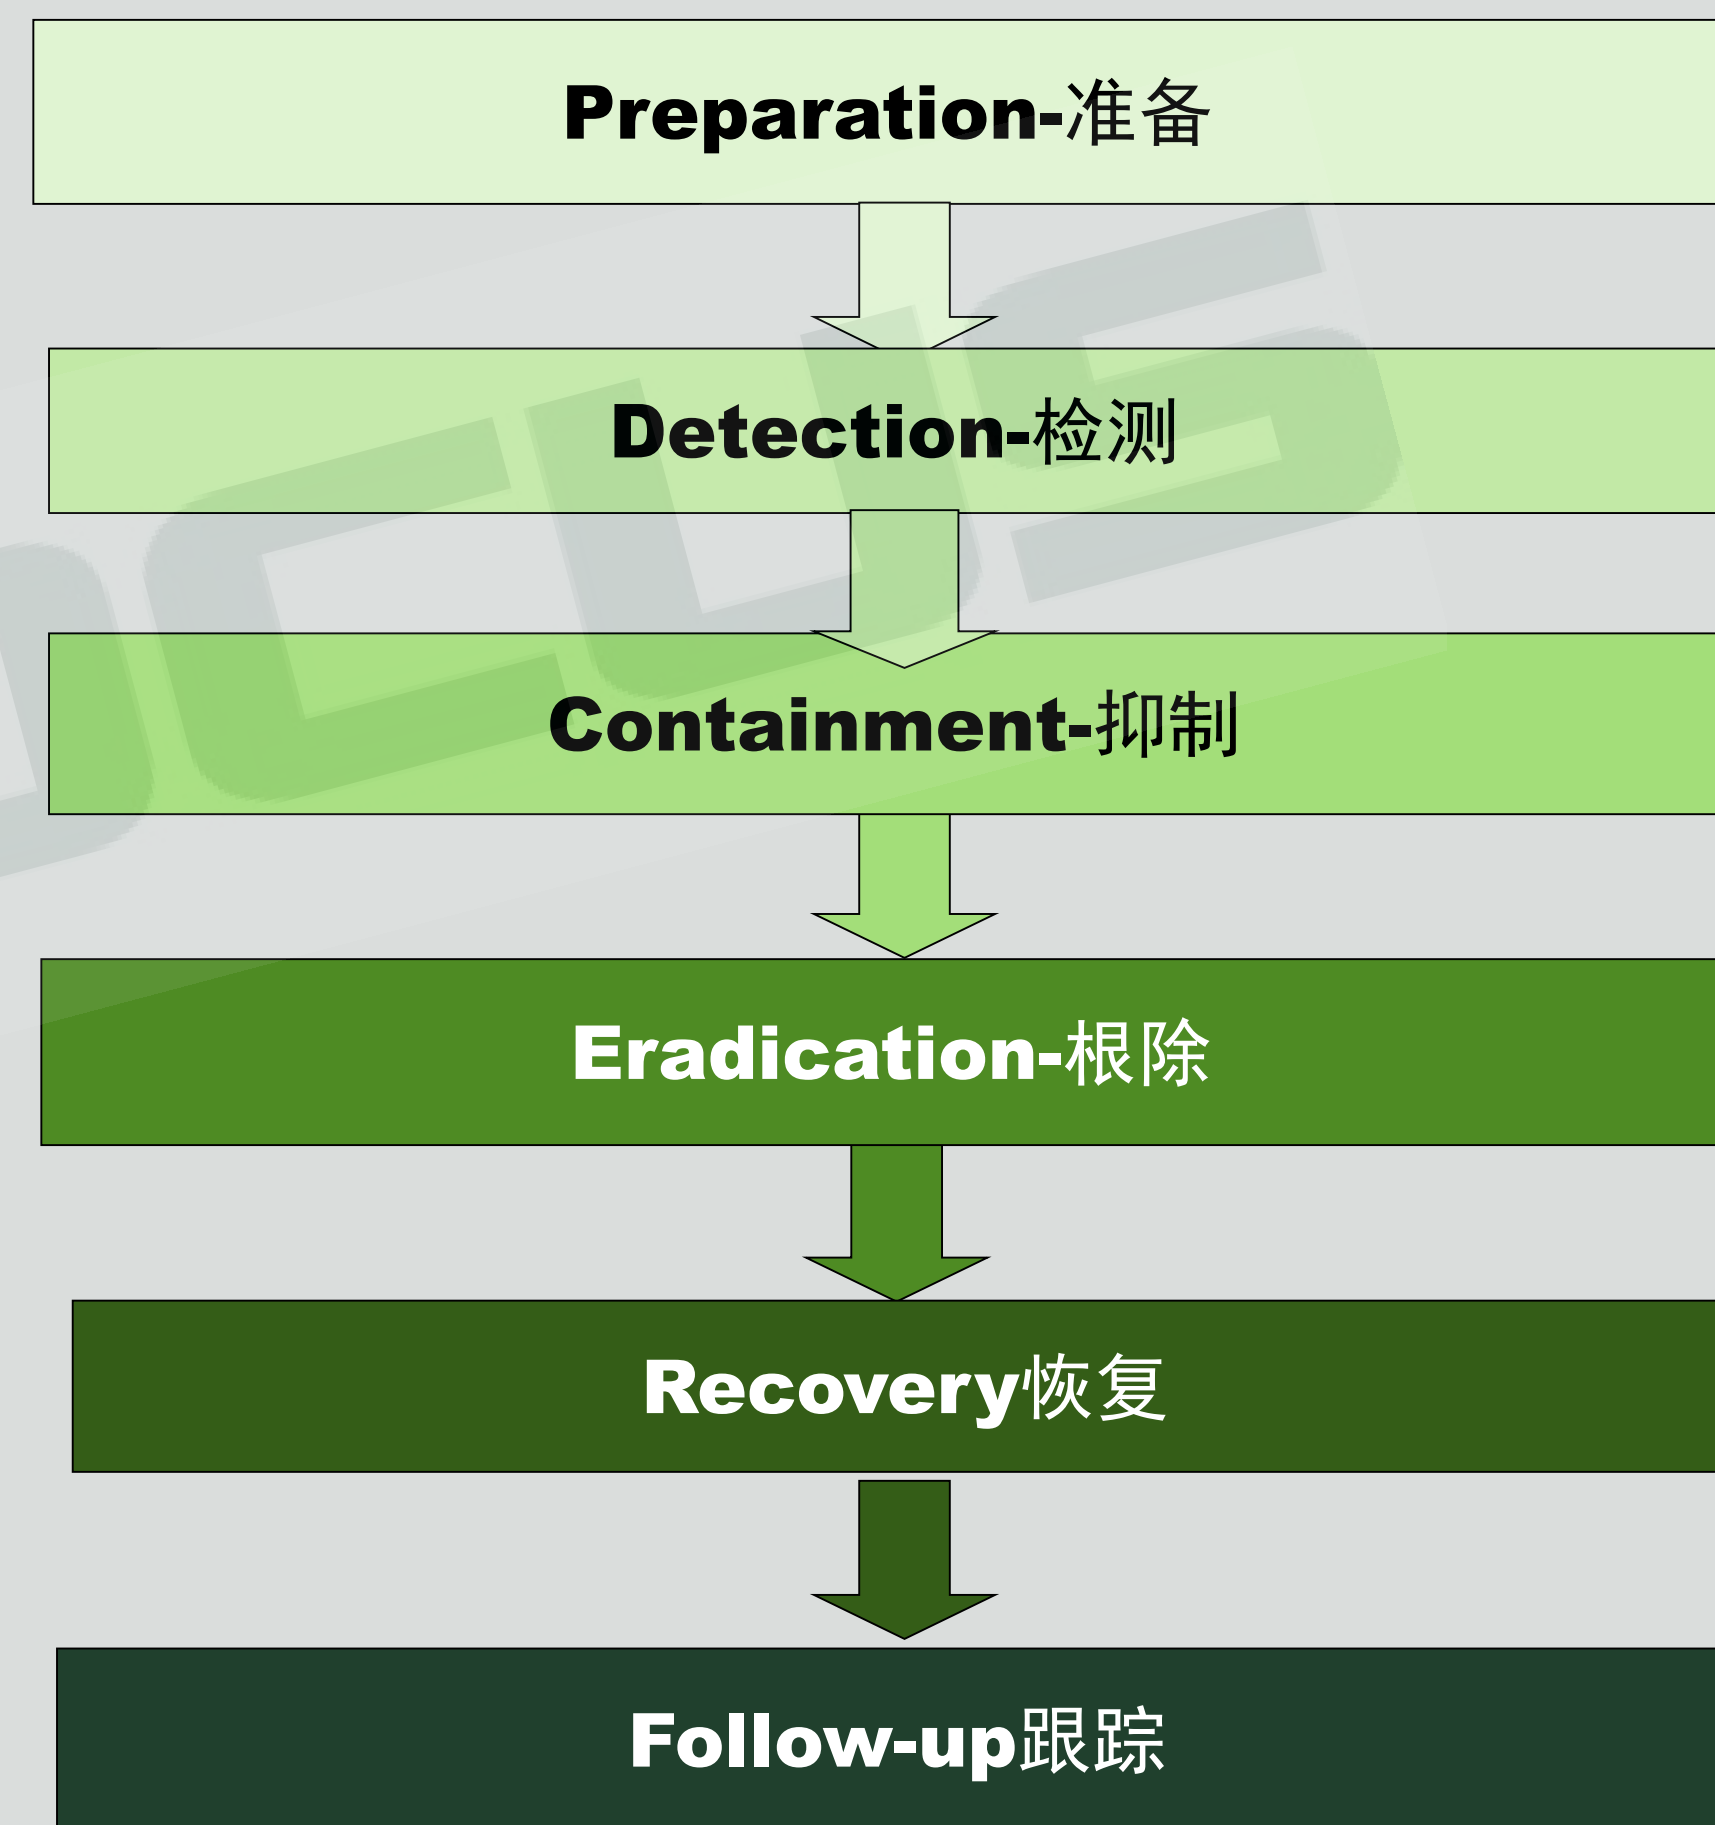 Preparation-准备
Detection-检测
Containment-抑制
Eradication-根除
Recovery恢复
Follow-up跟踪